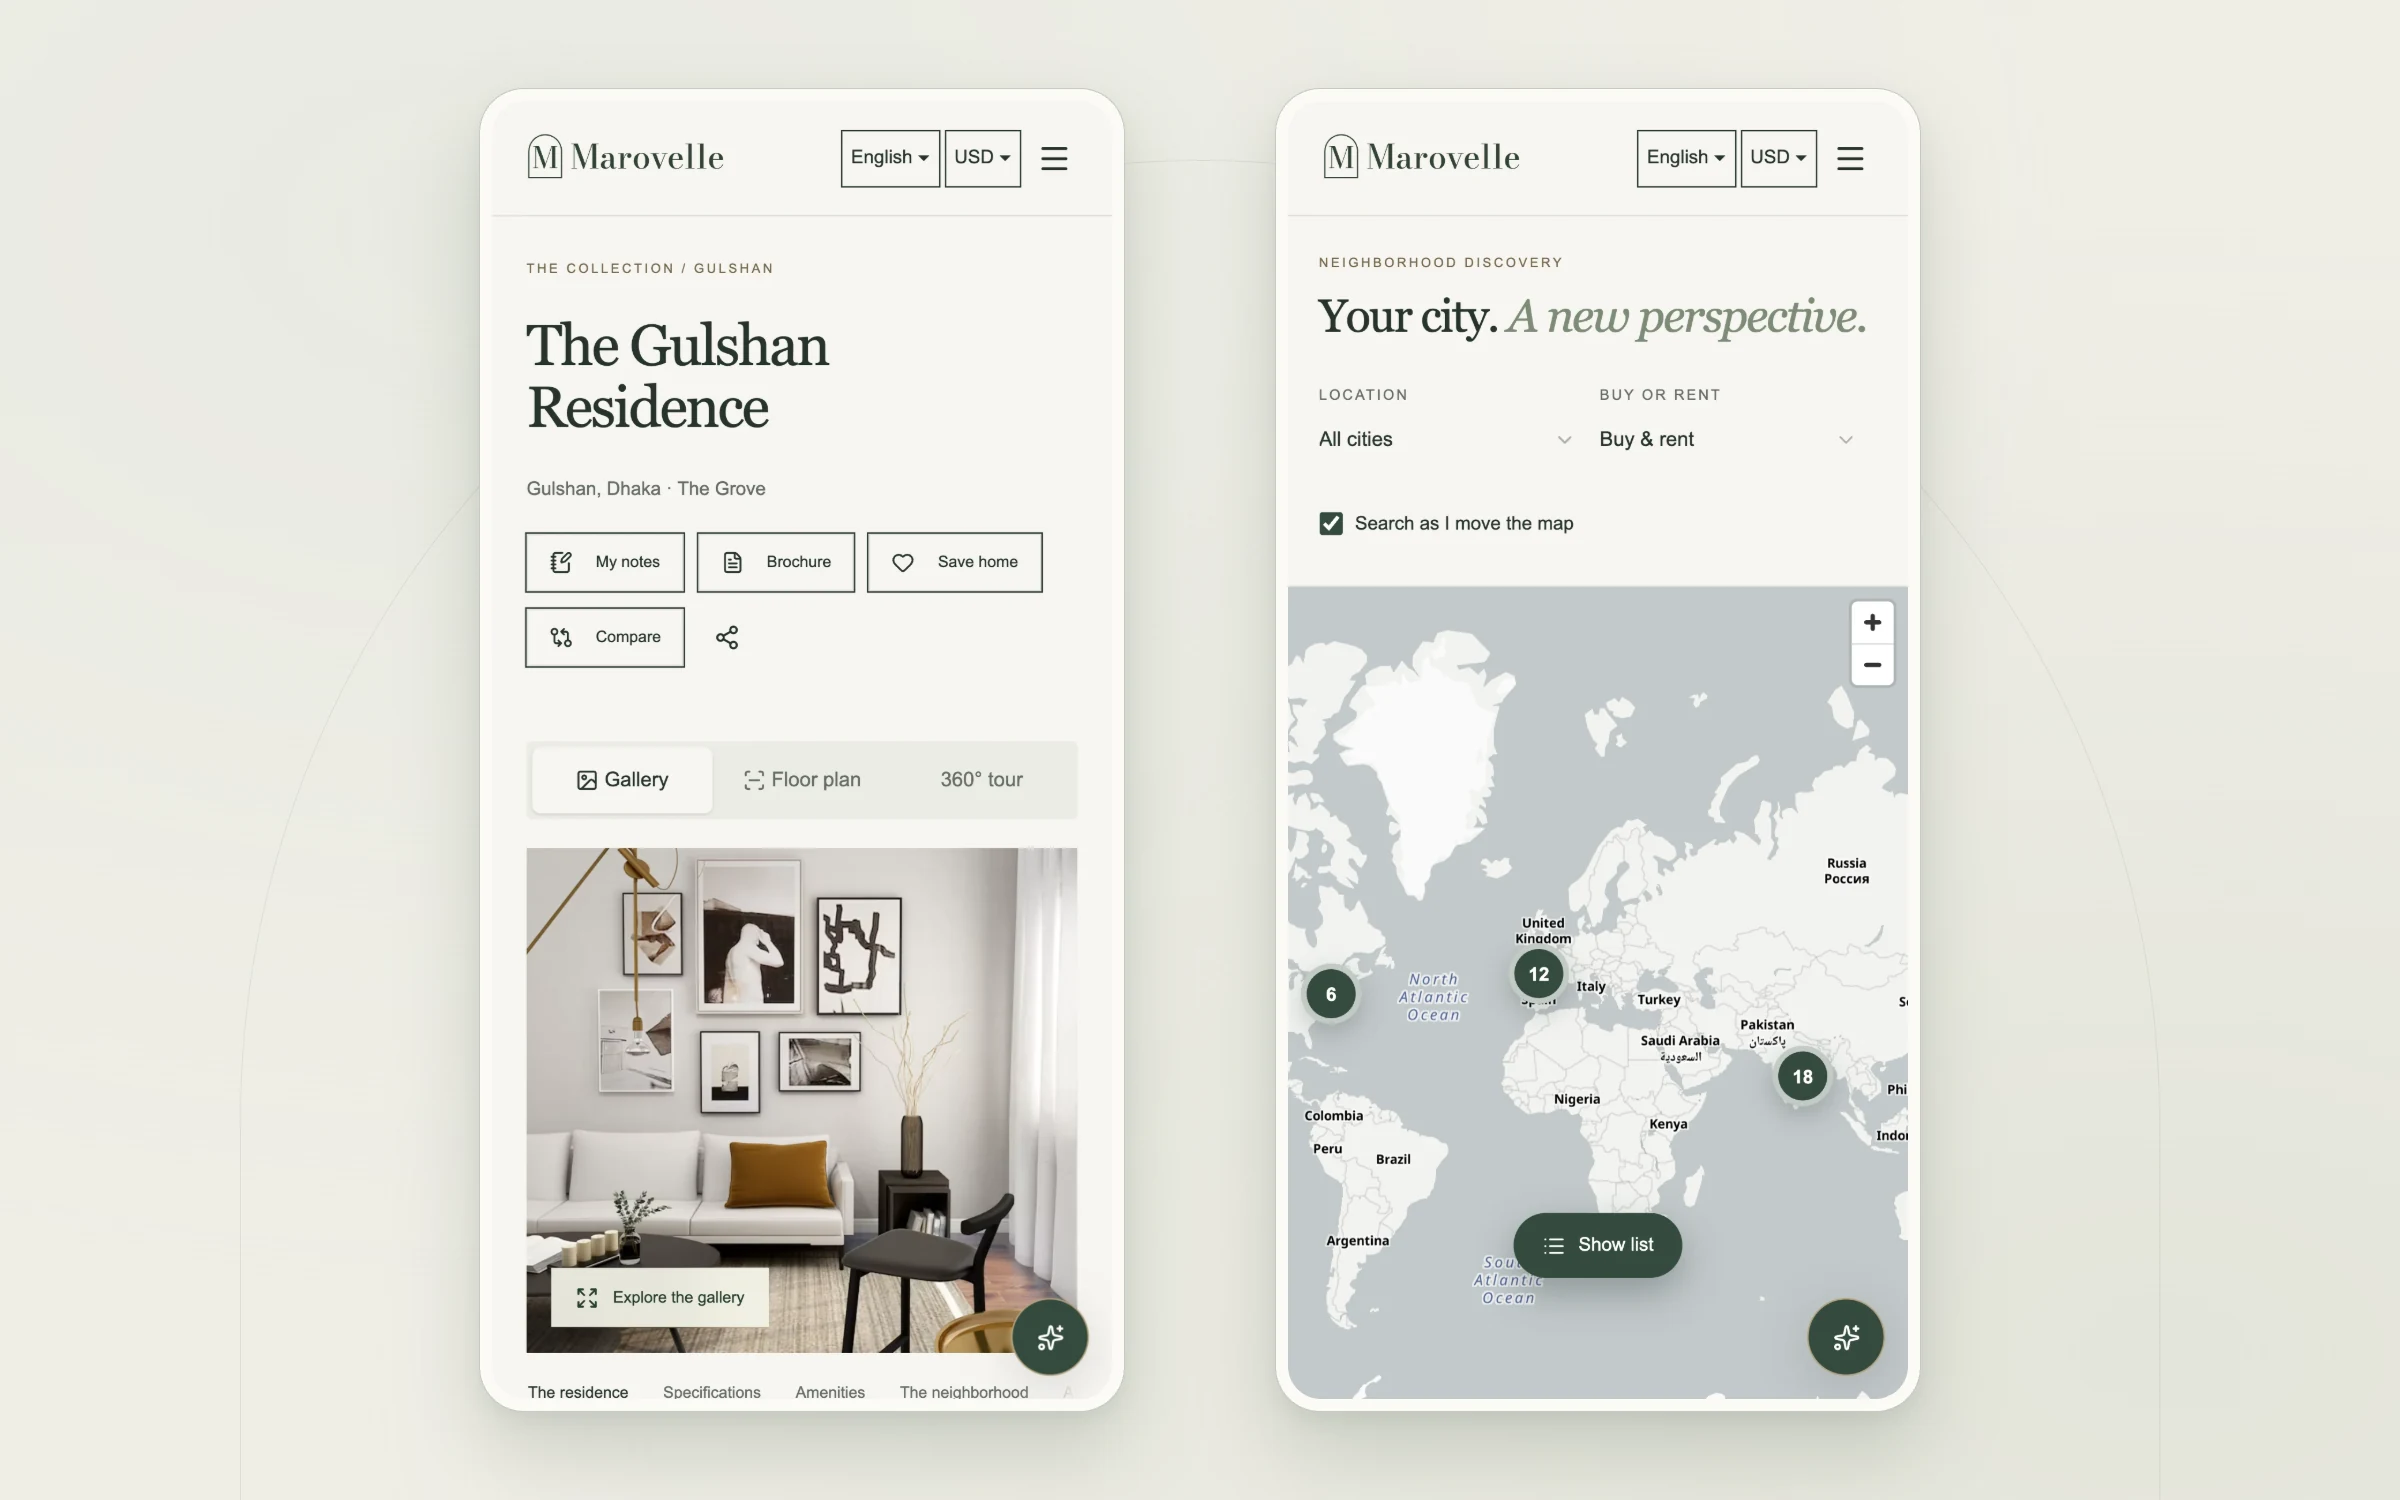 Marovelle
English
USD
THE COLLECTION / GULSHAN
The Gulshan
Residence
Gulshan, Dhaka · The Grove
My notes
Brochure
Save home
Compare
Gallery
Floor plan
360° tour
Explore the gallery
The residence
Specifications
Amenities
The neighborhood
A
Marovelle
English
USD
NEIGHBORHOOD DISCOVERY
Your city. A new perspective.
LOCATION
BUY OR RENT
All cities
Buy & rent
Search as I move the map
Russia
Россия
United
Kingdom
12
6
North
Atlantic
Ocean
Italy
Turkey
Pakistan
پاکستان
Saudi Arabia
السعودية
18
Nigeria
Kenya
Colombia
Peru
Brazil
Argentina
Phi
Indo
Show list
Sou
Atlantic
Ocean